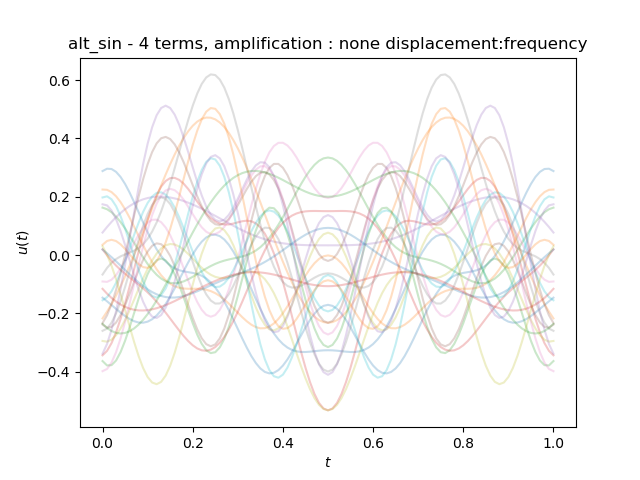 alt_sin - 4 terms, amplification : none displacement:frequency
0.6
0.4
0.2
0.0
−0.2
−0.4
u(t)
0.0 0.2 0.4 0.6 0.8 1.0
t